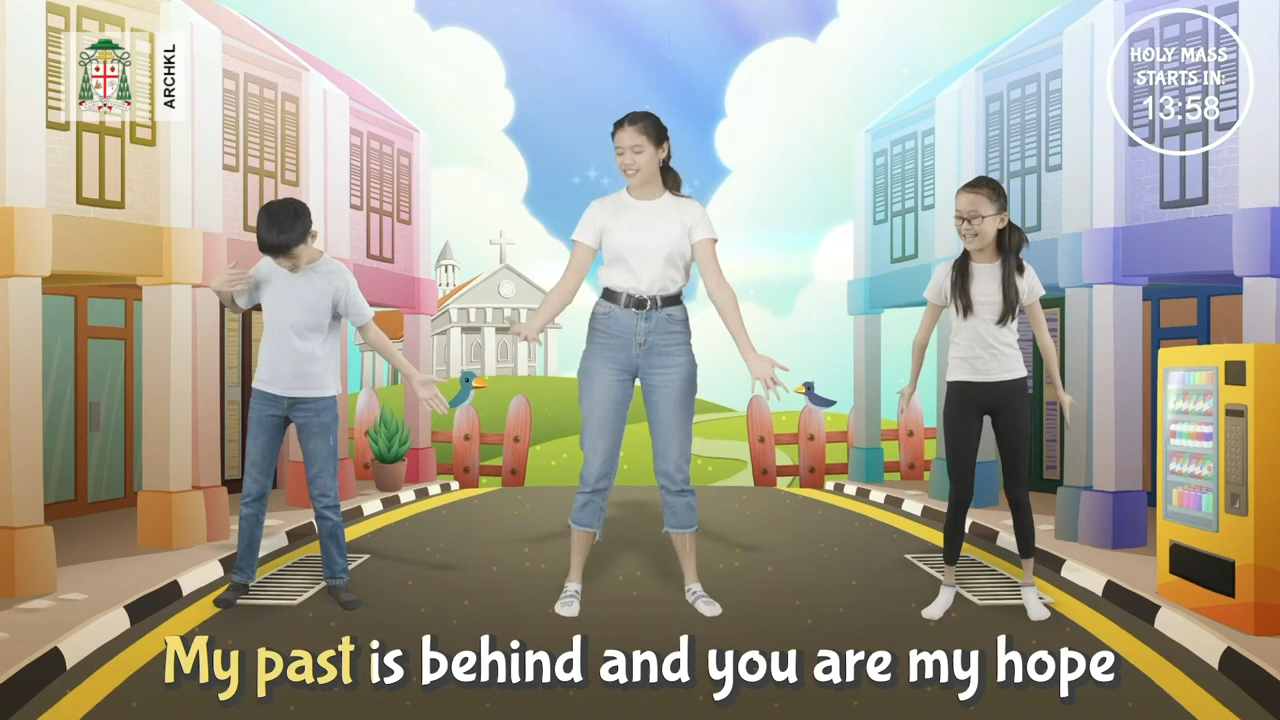 ARCHKL
HOLY MASS
STARTS IN:
13:58
My past is behind and you are my hope